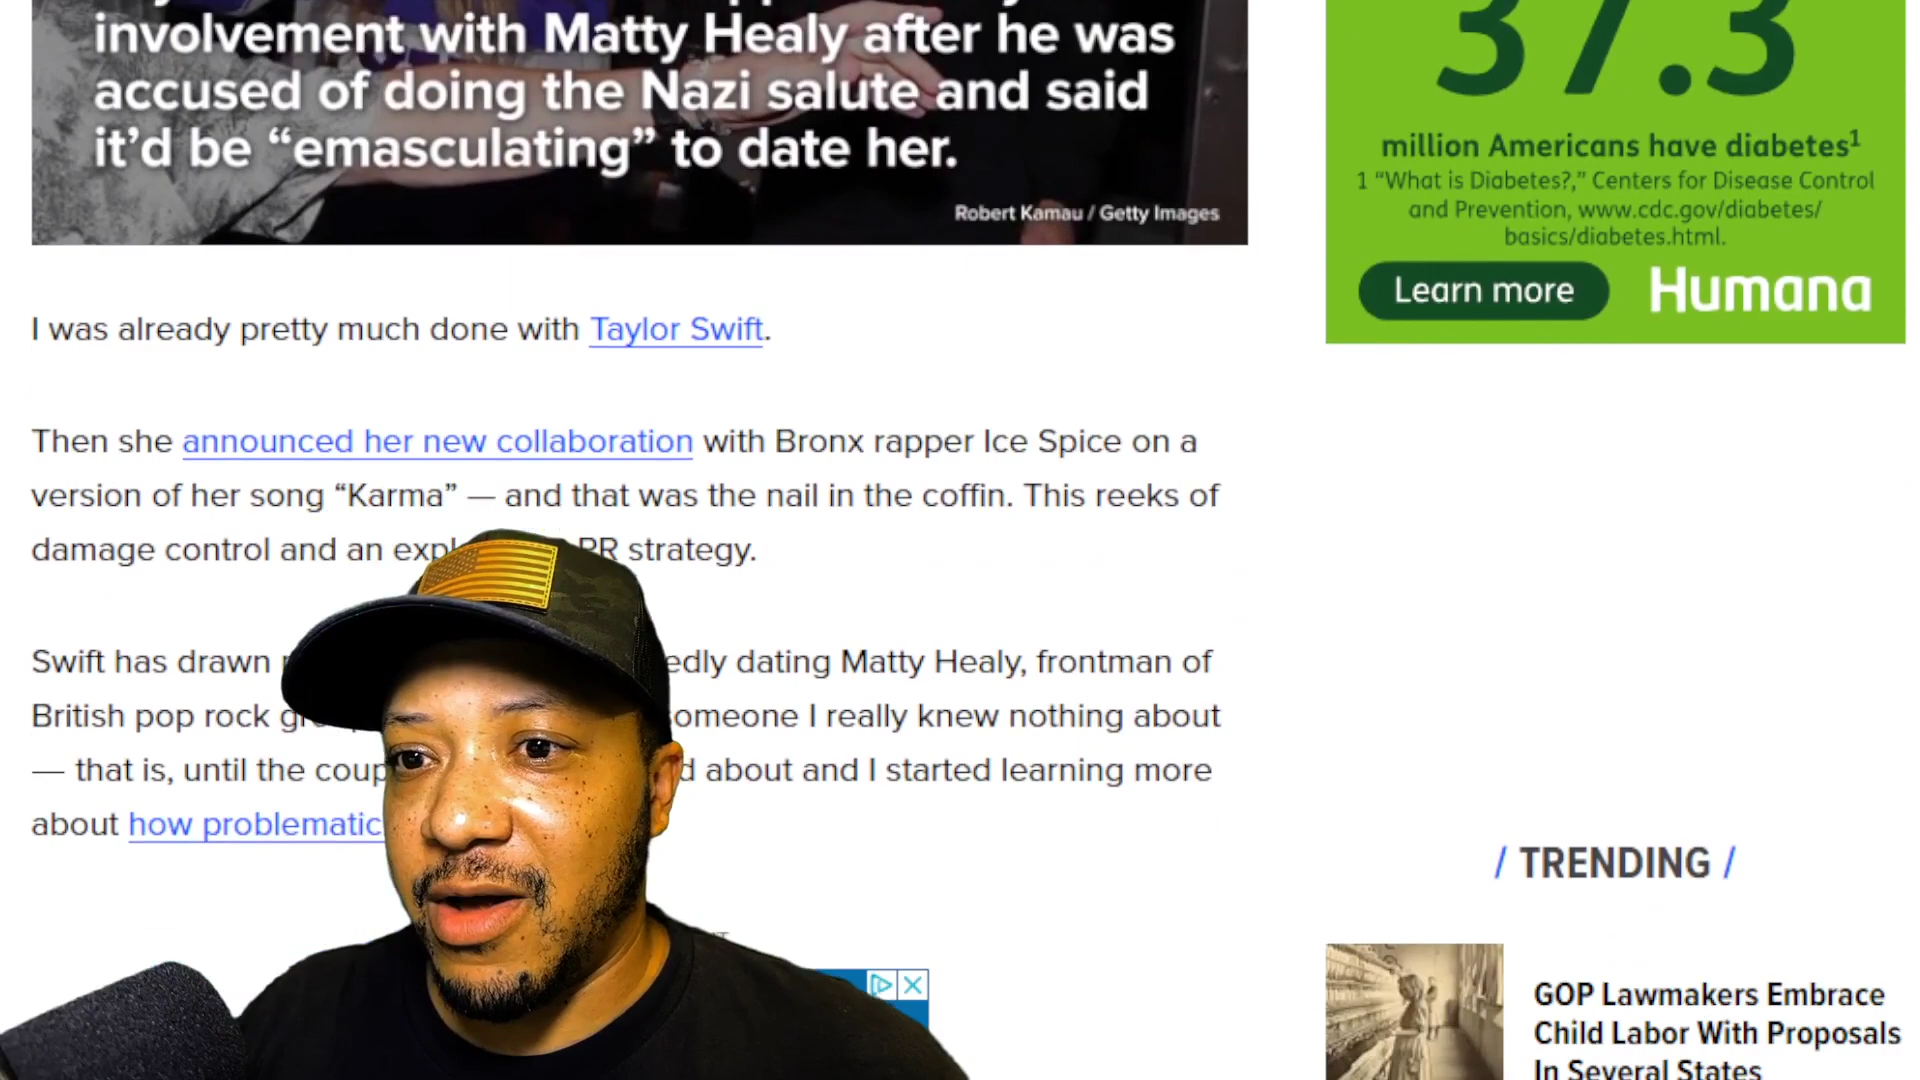 involvement with Matty Healy after he was
accused of doing the Nazi salute and said
it’d be “emasculating” to date her.
Robert Kamau / Getty Images
I was already pretty much done with Taylor Swift.
Then she announced her new collaboration with Bronx rapper Ice Spice on a
version of her song “Karma” — and that was the nail in the coffin. This reeks of
damage control and an PR strategy.
Swift has drawn dating Matty Healy, frontman of
British pop rock someone I really knew nothing about
— that is, until the about and I started learning more
about how problematic
37.3
million Americans have diabetes¹
1 “What is Diabetes?,” Centers for Disease Control
and Prevention, www.cdc.gov/diabetes/
basics/diabetes.html.
Learn more Humana
/ TRENDING /
GOP Lawmakers Embrace
Child Labor With Proposals
In Several States